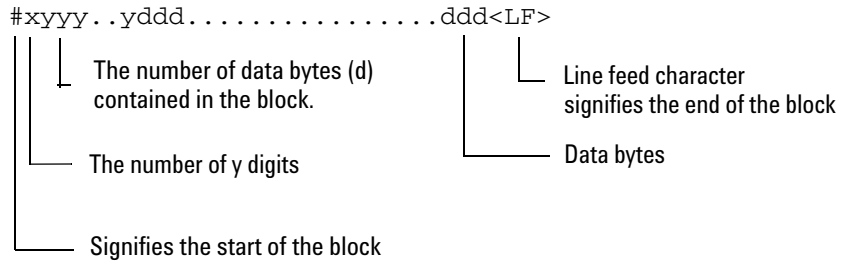 #xyyy..yddd.................ddd<LF>
The number of data bytes (d)
contained in the block.
Line feed character
signifies the end of the block
Data bytes
The number of y digits
Signifies the start of the block